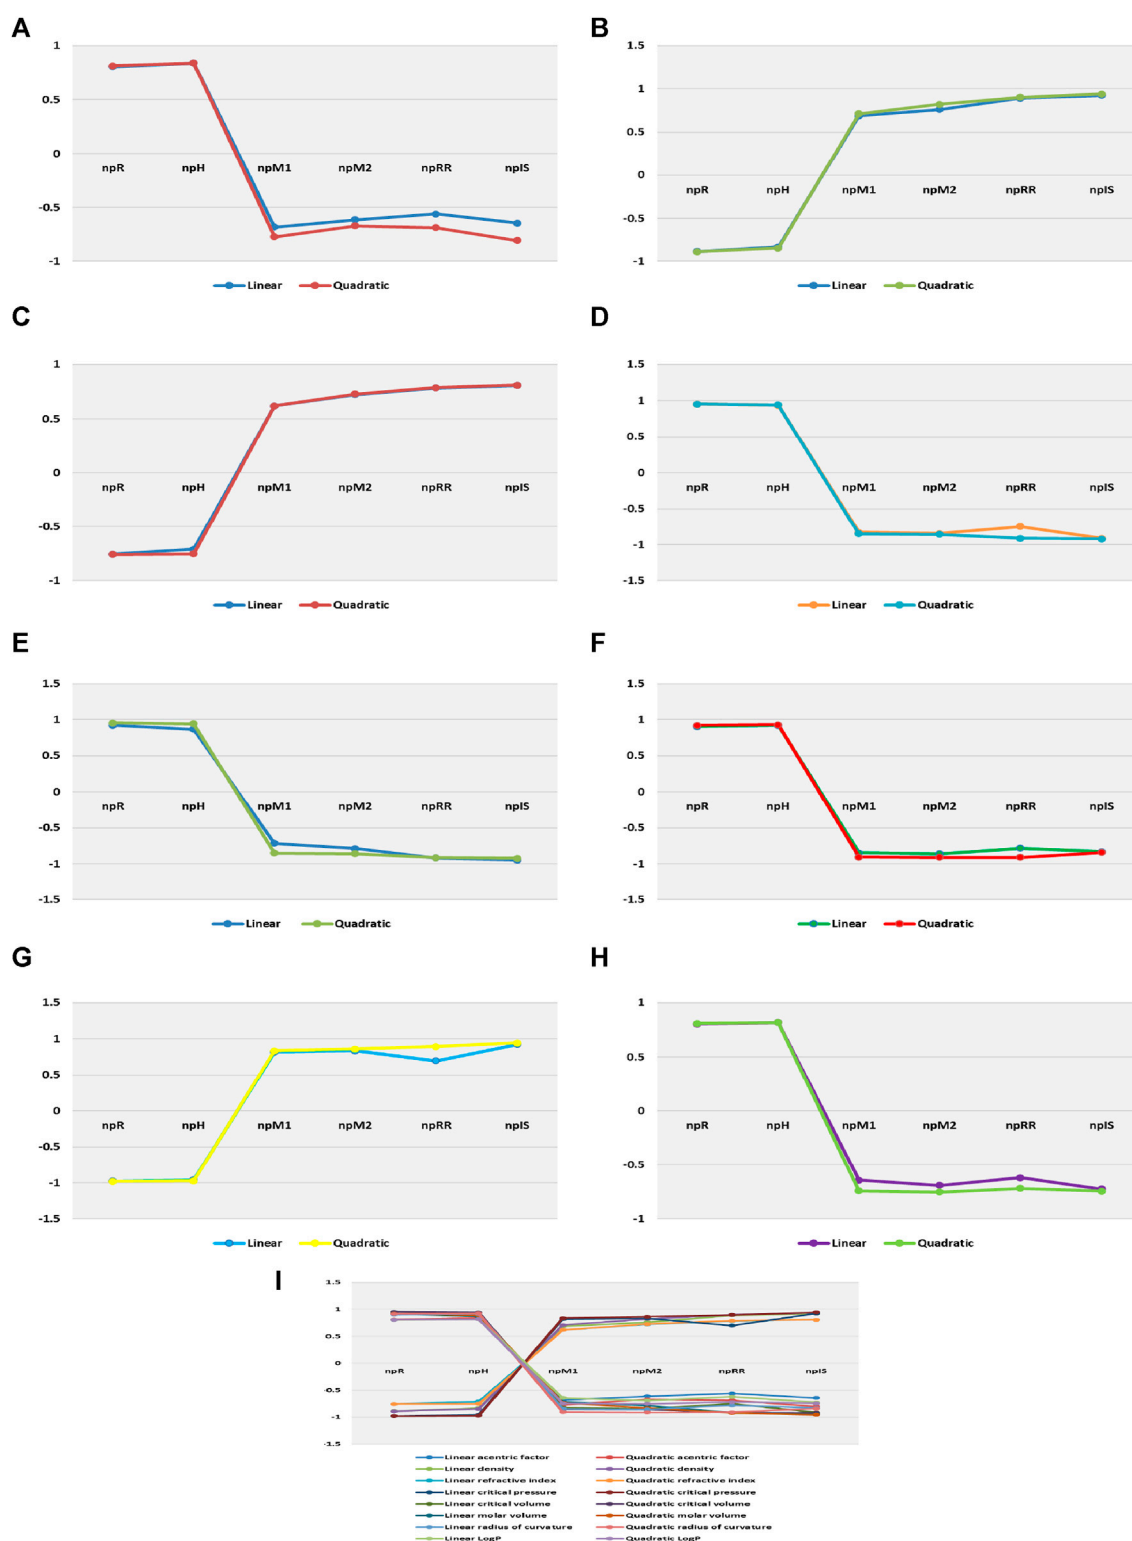 A
1
0.5
0
npR npH npM1 npM2 npRR npIS
-0.5
-1
Linear Quadratic
B
1.5
1
0.5
0
npR npH npM1 npM2 npRR npIS
-0.5
-1
Linear Quadratic
C
1
0.5
0
npR npH npM1 npM2 npRR npIS
-0.5
-1
Linear Quadratic
D
1.5
1
0.5
0
npR npH npM1 npM2 npRR npIS
-0.5
-1
-1.5
Linear Quadratic
E
1.5
1
0.5
0
npR npH npM1 npM2 npRR npIS
-0.5
-1
-1.5
Linear Quadratic
F
1.5
1
0.5
0
npR npH npM1 npM2 npRR npIS
-0.5
-1
-1.5
Linear Quadratic
G
1.5
1
0.5
0
npR npH npM1 npM2 npRR npIS
-0.5
-1
-1.5
Linear Quadratic
H
1
0.5
0
npR npH npM1 npM2 npRR npIS
-0.5
-1
Linear Quadratic
I
1.5
1
0.5
0
npR npH npM1 npM2 npRR npIS
-0.5
-1
-1.5
Linear acentric factor Quadratic acentric factor
Linear density Quadratic density
Linear refractive index Quadratic refractive index
Linear critical pressure Quadratic critical pressure
Linear critical volume Quadratic critical volume
Linear molar volume Quadratic molar volume
Linear radius of curvature Quadratic radius of curvature
Linear LogP Quadratic LogP